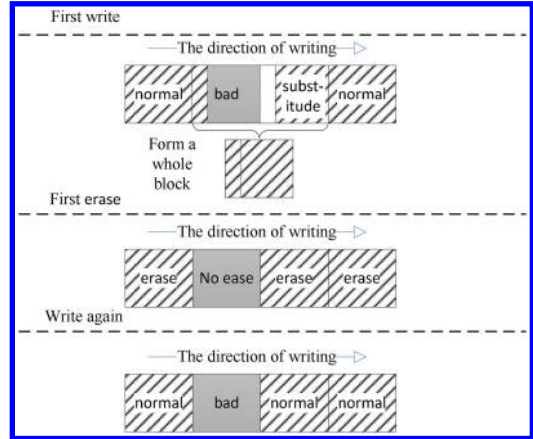 First write
The direction of writing
normal bad subst- normal
itude
Form a
whole
block
First erase
The direction of writing
erase No ease erase erase
Write again
The direction of writing
normal bad normal normal